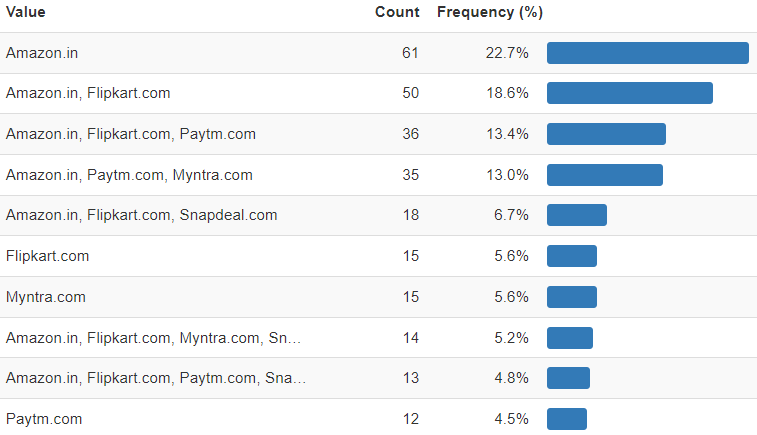 Value Count Frequency (%)
Amazon.in 61 22.7%
Amazon.in, Flipkart.com 50 18.6%
Amazon.in, Flipkart.com, Paytm.com 36 13.4%
Amazon.in, Paytm.com, Myntra.com 35 13.0%
Amazon.in, Flipkart.com, Snapdeal.com 18 6.7%
Flipkart.com 15 5.6%
Myntra.com 15 5.6%
Amazon.in, Flipkart.com, Myntra.com, Sn... 14 5.2%
Amazon.in, Flipkart.com, Paytm.com, Sna... 13 4.8%
Paytm.com 12 4.5%